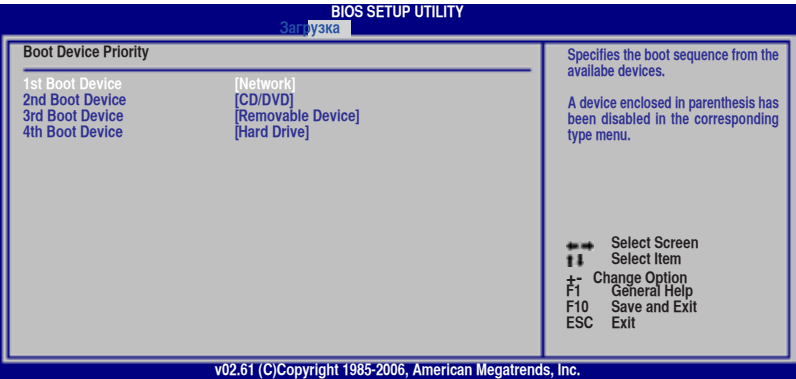 BIOS SETUP UTILITY
Загрузка
Boot Device Priority
1st Boot Device [Network]
2nd Boot Device [CD/DVD]
3rd Boot Device [Removable Device]
4th Boot Device [Hard Drive]
Specifies the boot sequence from the
availabe devices.
A device enclosed in parenthesis has
been disabled in the corresponding
type menu.
←→ Select Screen
↑↓ Select Item
+- Change Option
F1 General Help
F10 Save and Exit
ESC Exit
v02.61 (C)Copyright 1985-2006, American Megatrends, Inc.